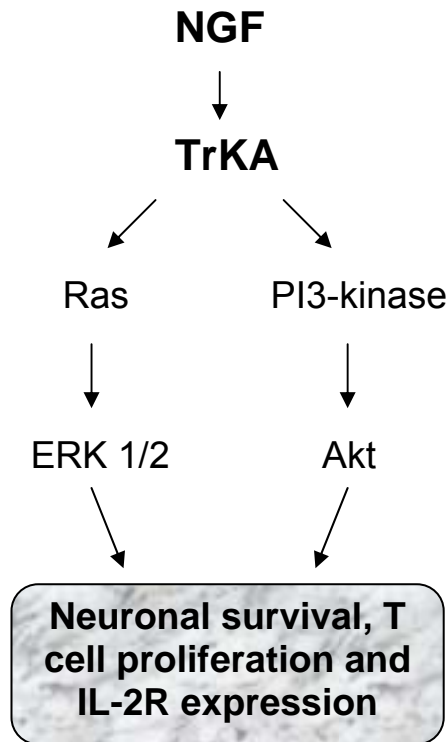 NGF
TrKA
Ras
PI3-kinase
ERK 1/2
Akt
Neuronal survival, T
cell proliferation and
IL-2R expression